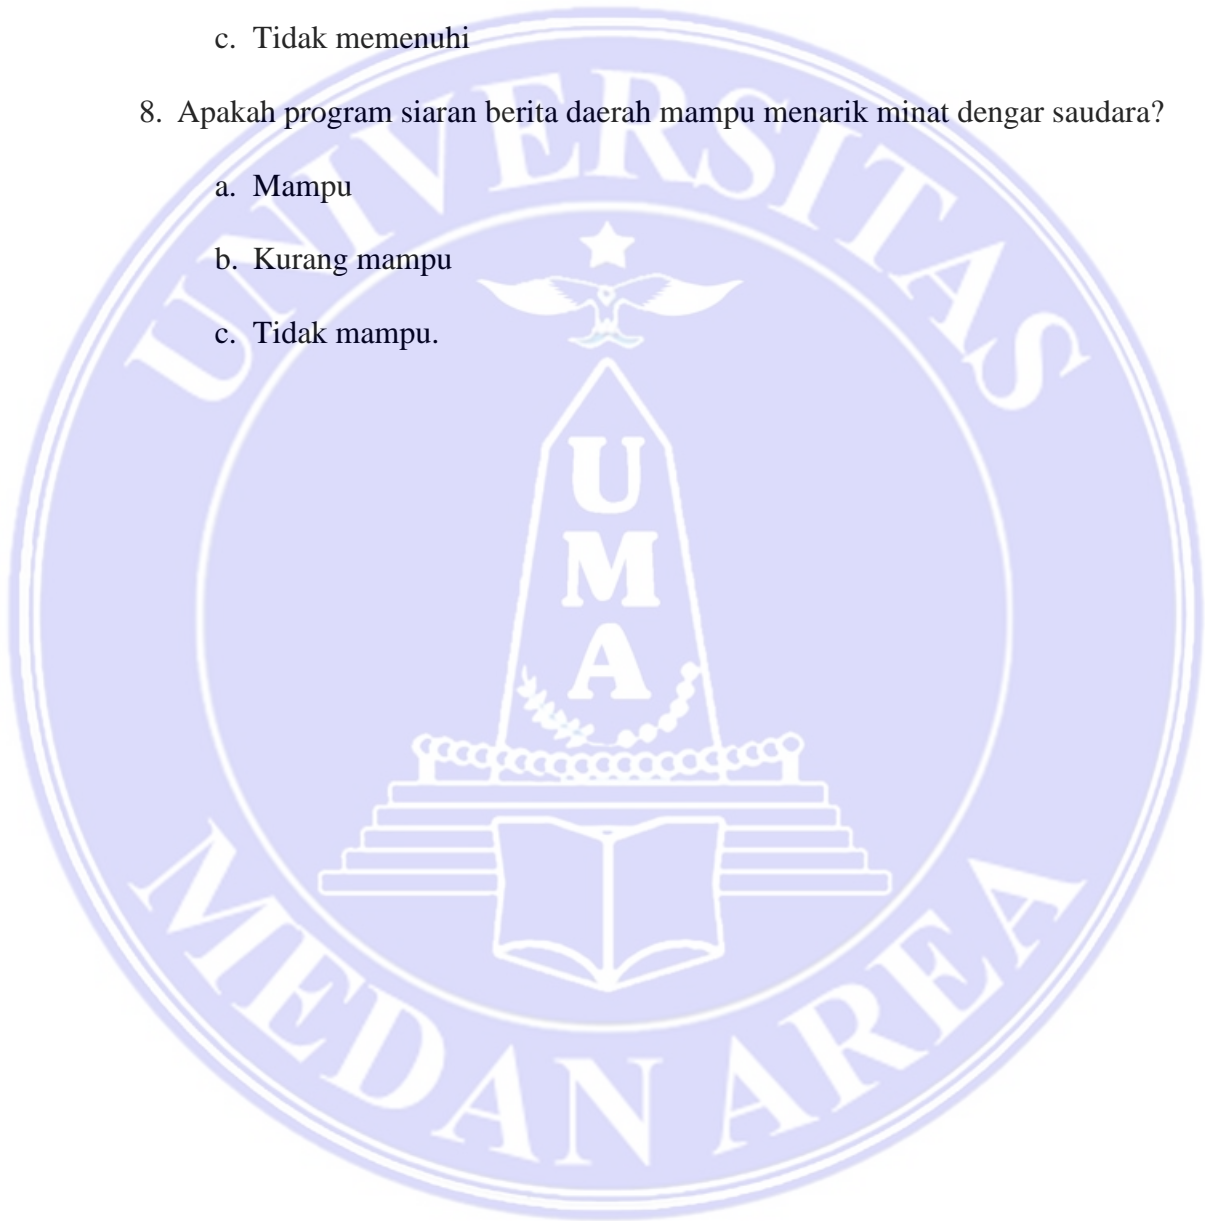 c. Tidak memenuhi
8. Apakah program siaran berita daerah mampu menarik minat dengar saudara?
a. Mampu
b. Kurang mampu
c. Tidak mampu.
UNIVERSITAS
U
M
A
MEDAN AREA